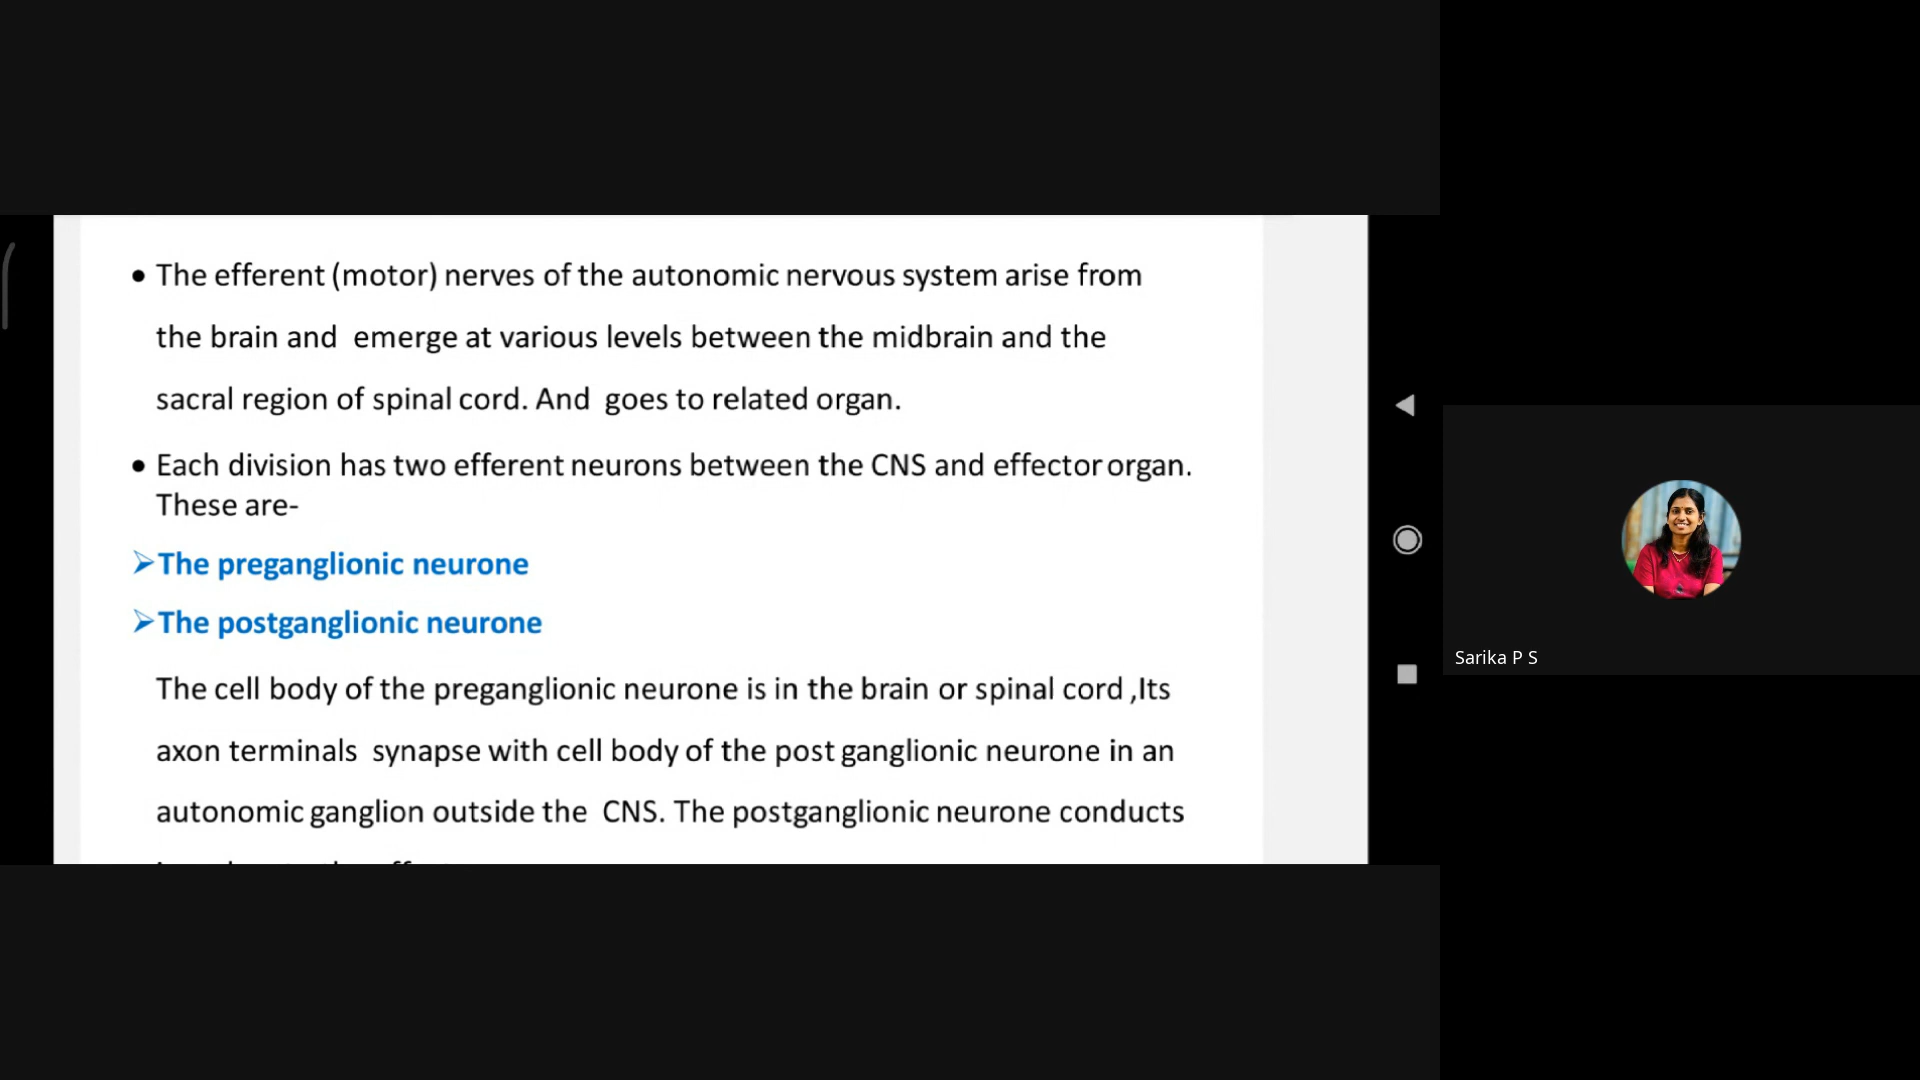 • The efferent (motor) nerves of the autonomic nervous system arise from
the brain and emerge at various levels between the midbrain and the
sacral region of spinal cord. And goes to related organ.
• Each division has two efferent neurons between the CNS and effector organ.
These are-
➢The preganglionic neurone
➢The postganglionic neurone
The cell body of the preganglionic neurone is in the brain or spinal cord ,Its
axon terminals synapse with cell body of the post ganglionic neurone in an
autonomic ganglion outside the CNS. The postganglionic neurone conducts
Sarika P S